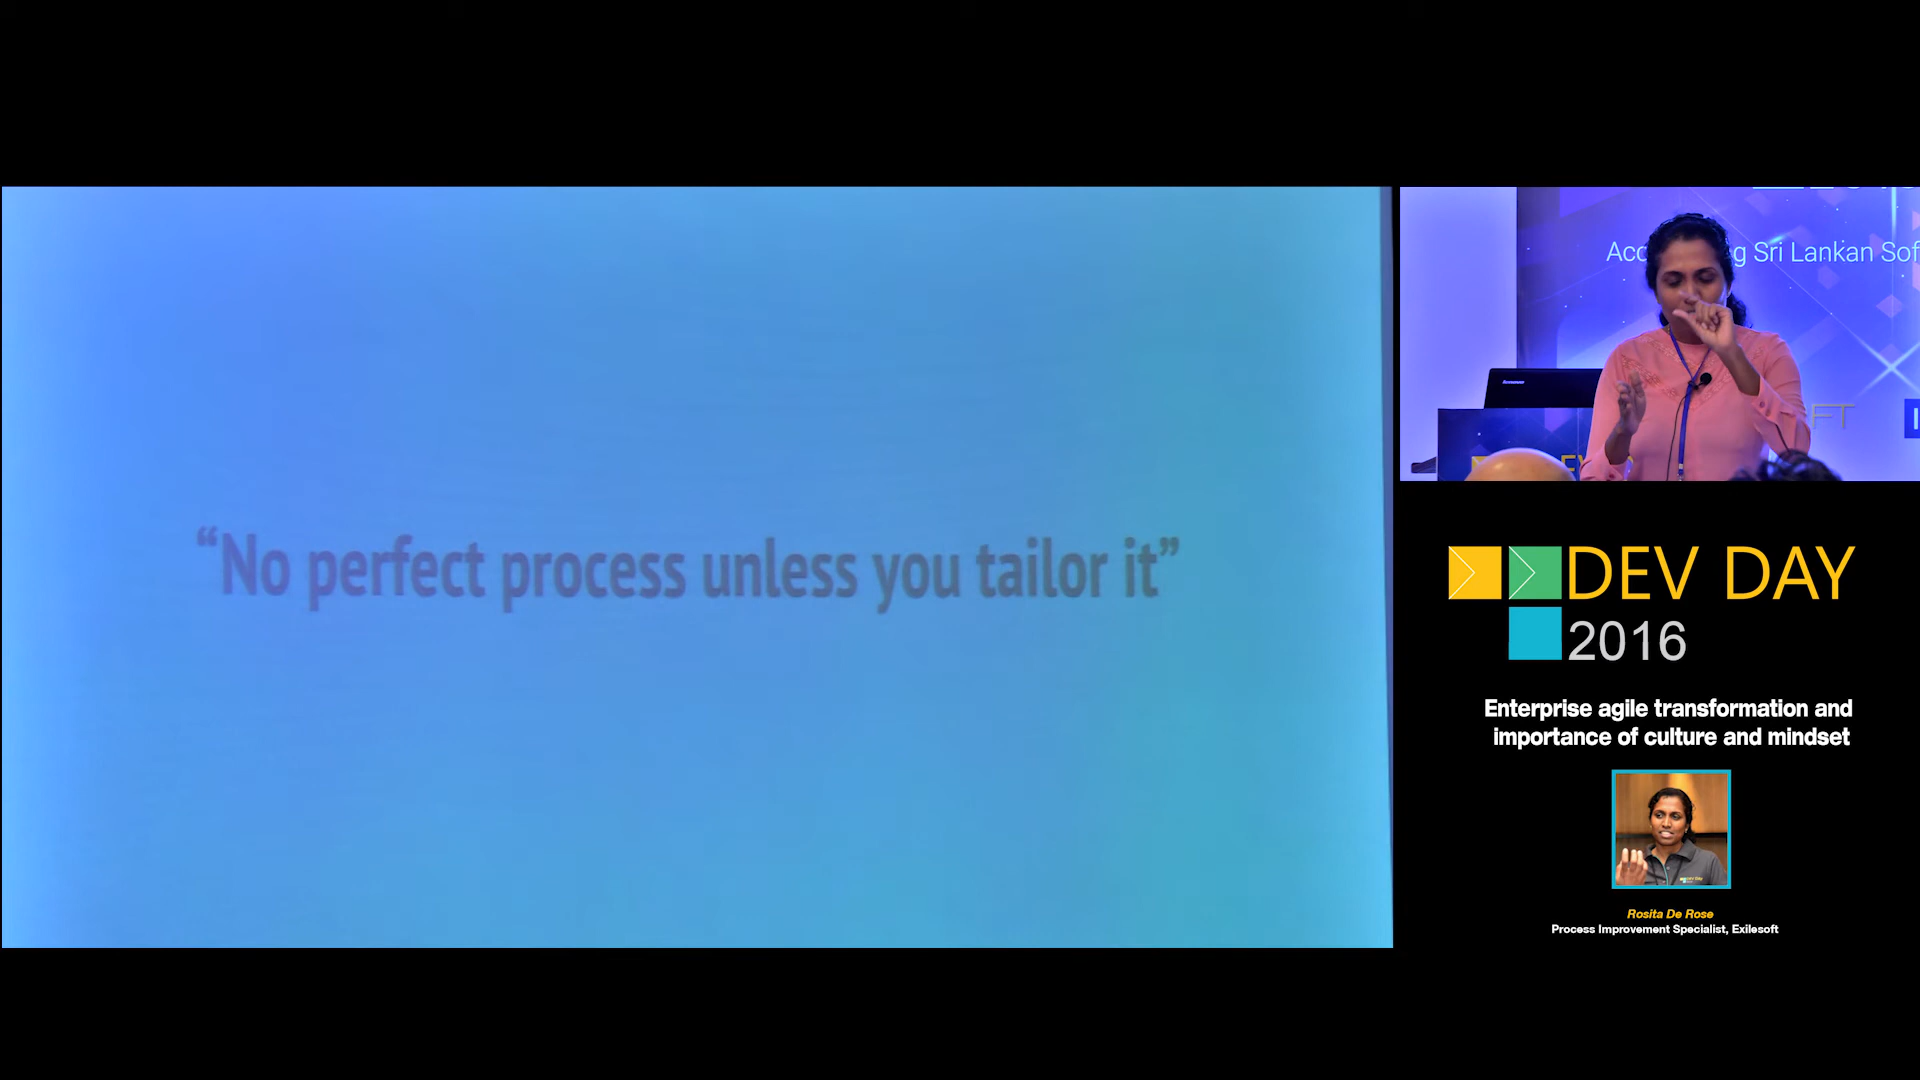 “No perfect process unless you tailor it”
g Sri Lankan
lenovo
DEV DAY
2016
Enterprise agile transformation and
importance of culture and mindset
Rosita De Rose
Process Improvement Specialist, Exilesoft